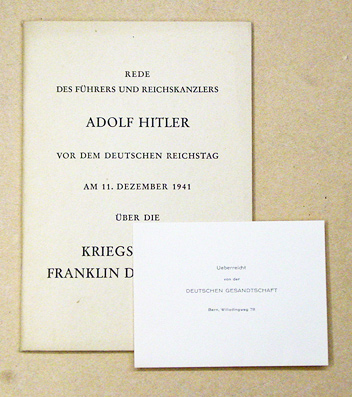 REDE
DES FÜHRERS UND REICHSKANZLERS
ADOLF HITLER
VOR DEM DEUTSCHEN REICHSTAG
AM 11. DEZEMBER 1941
ÜBER DIE
KRIEGS
FRANKLIN D
Ueberreicht
von der
DEUTSCHEN GESANDTSCHAFT
Bern, Willadingweg 78